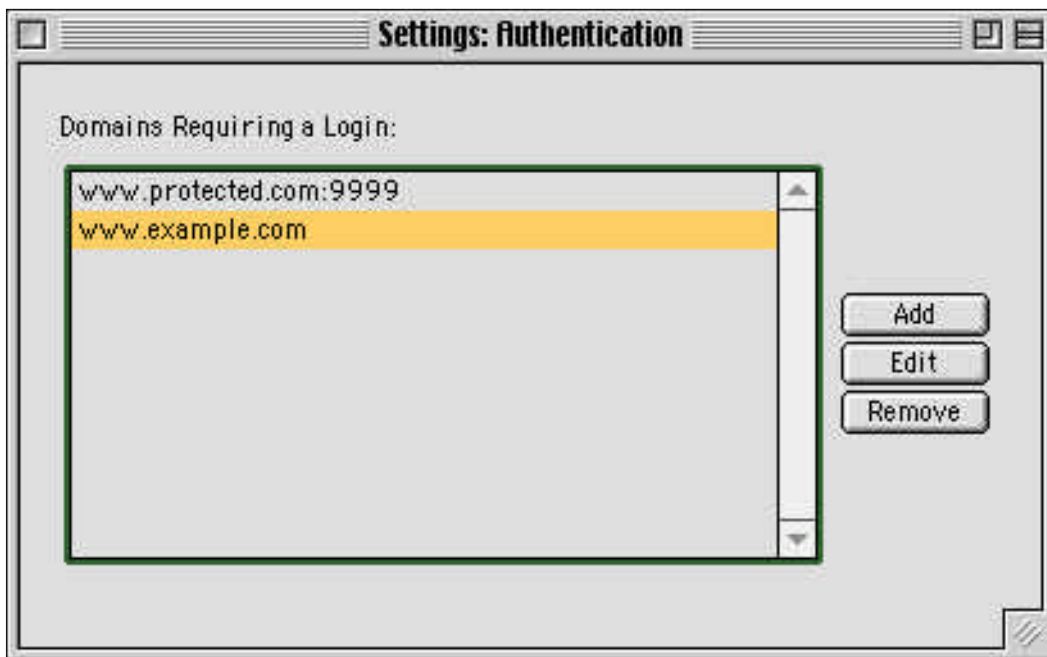 Settings: Authentication
Domains Requiring a Login:
www.protected.com:9999
www.example.com
Add
Edit
Remove